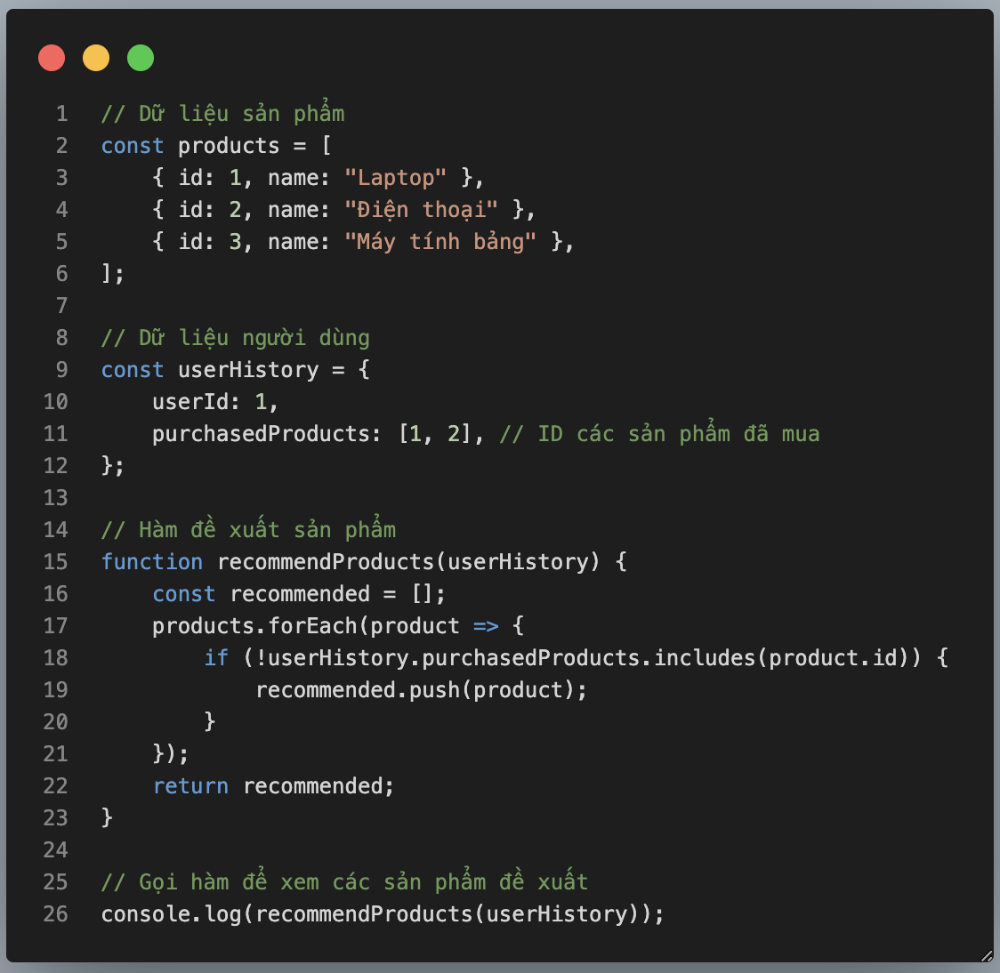 1 // Dữ liệu sản phẩm
2 const products = [
3     { id: 1, name: "Laptop" },
4     { id: 2, name: "Điện thoại" },
5     { id: 3, name: "Máy tính bảng" },
6 ];
7
8 // Dữ liệu người dùng
9 const userHistory = {
10     userId: 1,
11     purchasedProducts: [1, 2], // ID các sản phẩm đã mua
12 };
13
14 // Hàm đề xuất sản phẩm
15 function recommendProducts(userHistory) {
16     const recommended = [];
17     products.forEach(product => {
18         if (!userHistory.purchasedProducts.includes(product.id)) {
19             recommended.push(product);
20         }
21     });
22     return recommended;
23 }
24
25 // Gọi hàm để xem các sản phẩm đề xuất
26 console.log(recommendProducts(userHistory));